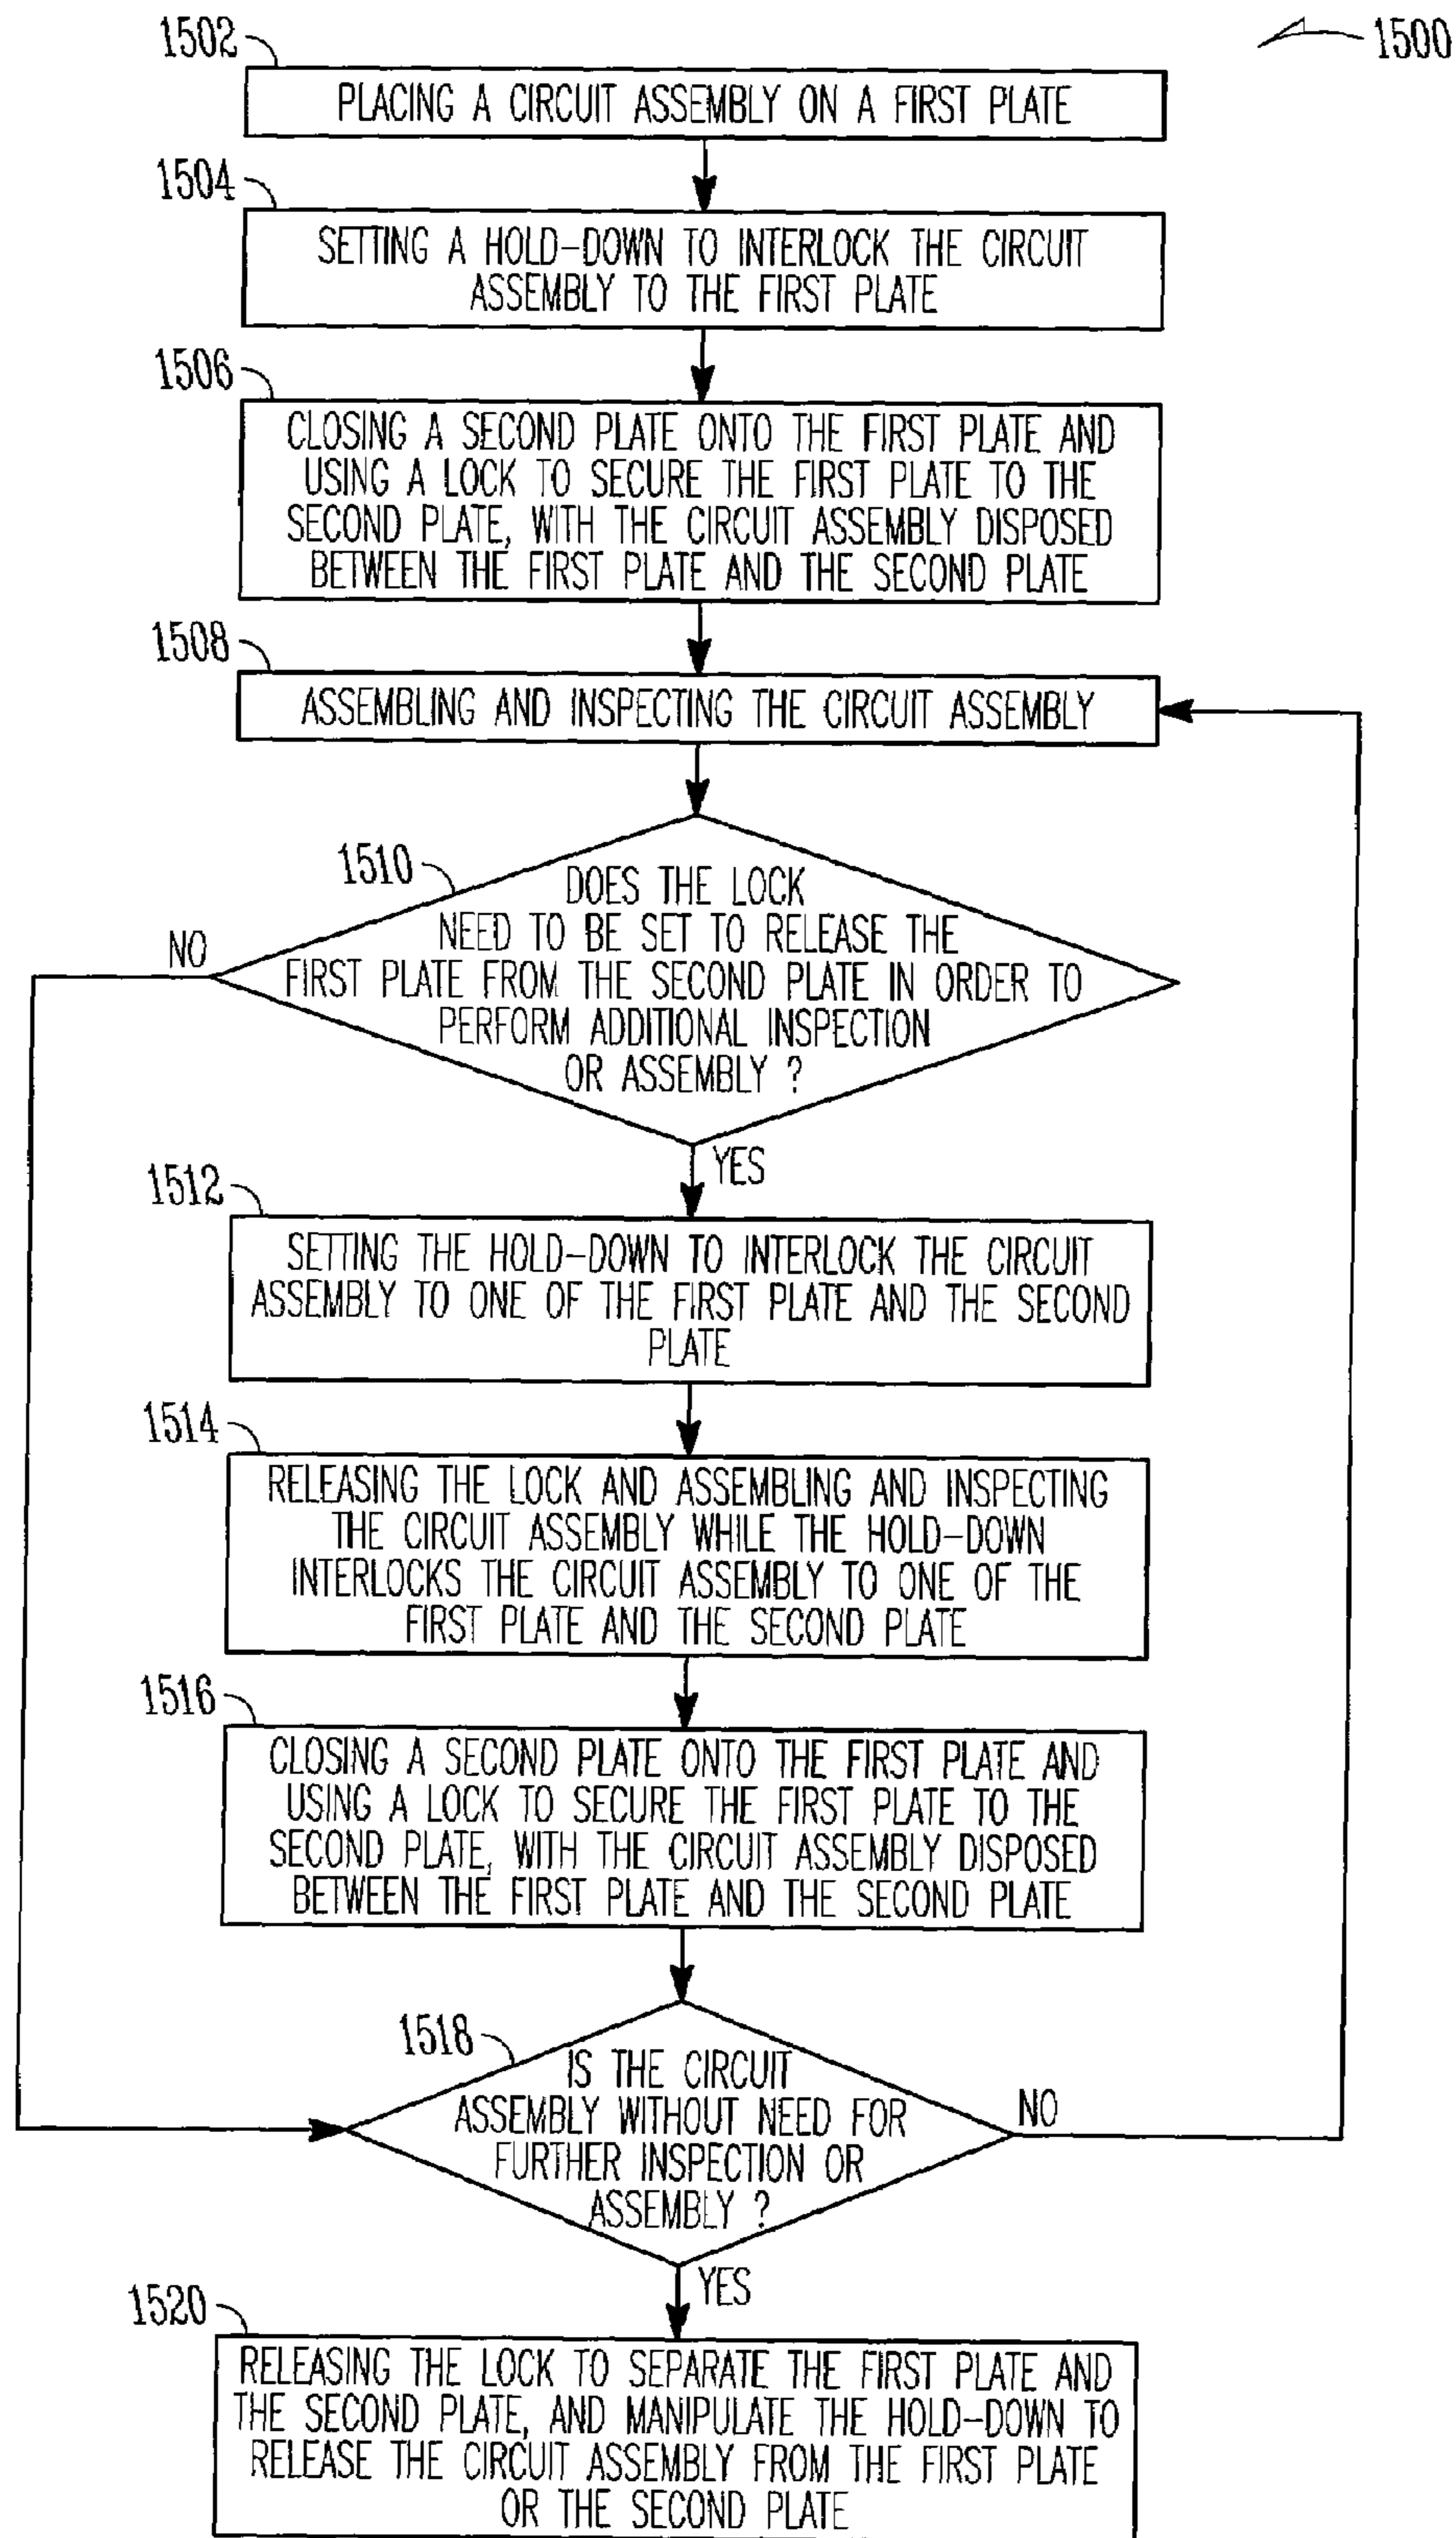 1500
1502
PLACING A CIRCUIT ASSEMBLY ON A FIRST PLATE
1504
SETTING A HOLD-DOWN TO INTERLOCK THE CIRCUIT
ASSEMBLY TO THE FIRST PLATE
1506
CLOSING A SECOND PLATE ONTO THE FIRST PLATE AND
USING A LOCK TO SECURE THE FIRST PLATE TO THE
SECOND PLATE, WITH THE CIRCUIT ASSEMBLY DISPOSED
BETWEEN THE FIRST PLATE AND THE SECOND PLATE
1508
ASSEMBLING AND INSPECTING THE CIRCUIT ASSEMBLY
1510
DOES THE LOCK
NEED TO BE SET TO RELEASE THE
FIRST PLATE FROM THE SECOND PLATE IN ORDER TO
PERFORM ADDITIONAL INSPECTION
OR ASSEMBLY ?
NO
YES
1512
SETTING THE HOLD-DOWN TO INTERLOCK THE CIRCUIT
ASSEMBLY TO ONE OF THE FIRST PLATE AND THE SECOND
PLATE
1514
RELEASING THE LOCK AND ASSEMBLING AND INSPECTING
THE CIRCUIT ASSEMBLY WHILE THE HOLD-DOWN
INTERLOCKS THE CIRCUIT ASSEMBLY TO ONE OF THE
FIRST PLATE AND THE SECOND PLATE
1516
CLOSING A SECOND PLATE ONTO THE FIRST PLATE AND
USING A LOCK TO SECURE THE FIRST PLATE TO THE
SECOND PLATE, WITH THE CIRCUIT ASSEMBLY DISPOSED
BETWEEN THE FIRST PLATE AND THE SECOND PLATE
1518
IS THE CIRCUIT
ASSEMBLY WITHOUT NEED FOR
FURTHER INSPECTION OR
ASSEMBLY ?
NO
YES
1520
RELEASING THE LOCK TO SEPARATE THE FIRST PLATE AND
THE SECOND PLATE, AND MANIPULATE THE HOLD-DOWN TO
RELEASE THE CIRCUIT ASSEMBLY FROM THE FIRST PLATE
OR THE SECOND PLATE